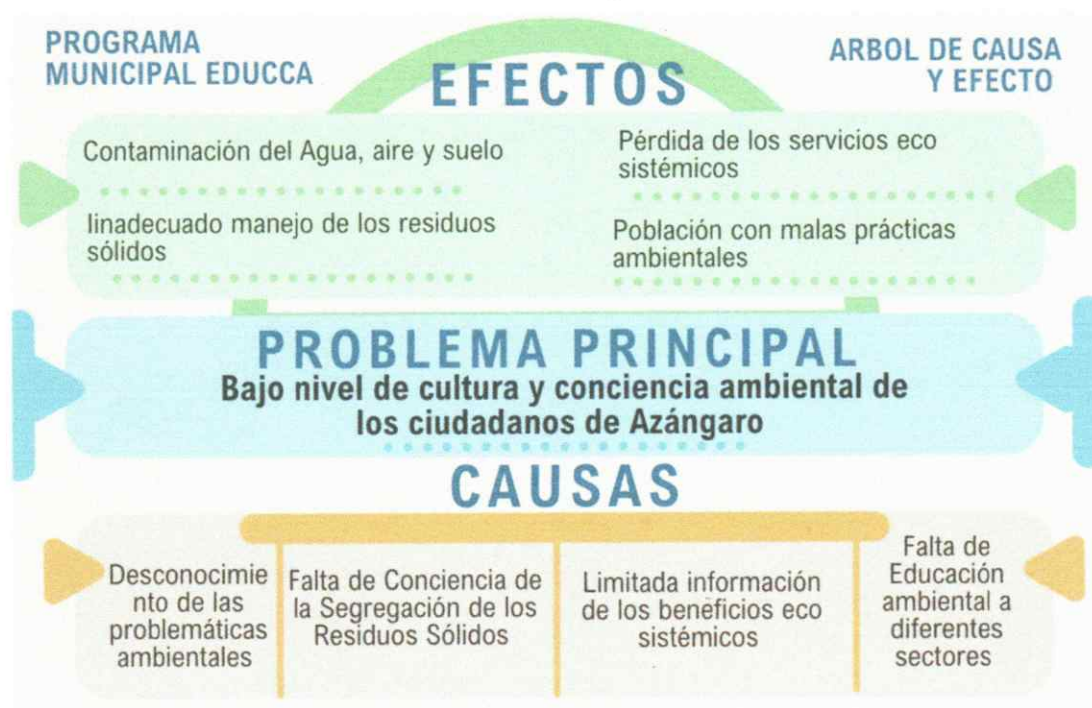 PROGRAMA
MUNICIPAL EDUCCA
ARBOL DE CAUSA
Y EFECTO
EFECTOS
Contaminación del Agua, aire y suelo
Iinadecuado manejo de los residuos
sólidos
Pérdida de los servicios eco
sistémicos
Población con malas prácticas
ambientales
PROBLEMA PRINCIPAL
Bajo nivel de cultura y conciencia ambiental de
los ciudadanos de Azángaro
CAUSAS
Desconocimie
nto de las
problemáticas
ambientales
Falta de Conciencia de
la Segregación de los
Residuos Sólidos
Limitada información
de los beneficios eco
sistémicos
Falta de
Educación
ambiental a
diferentes
sectores